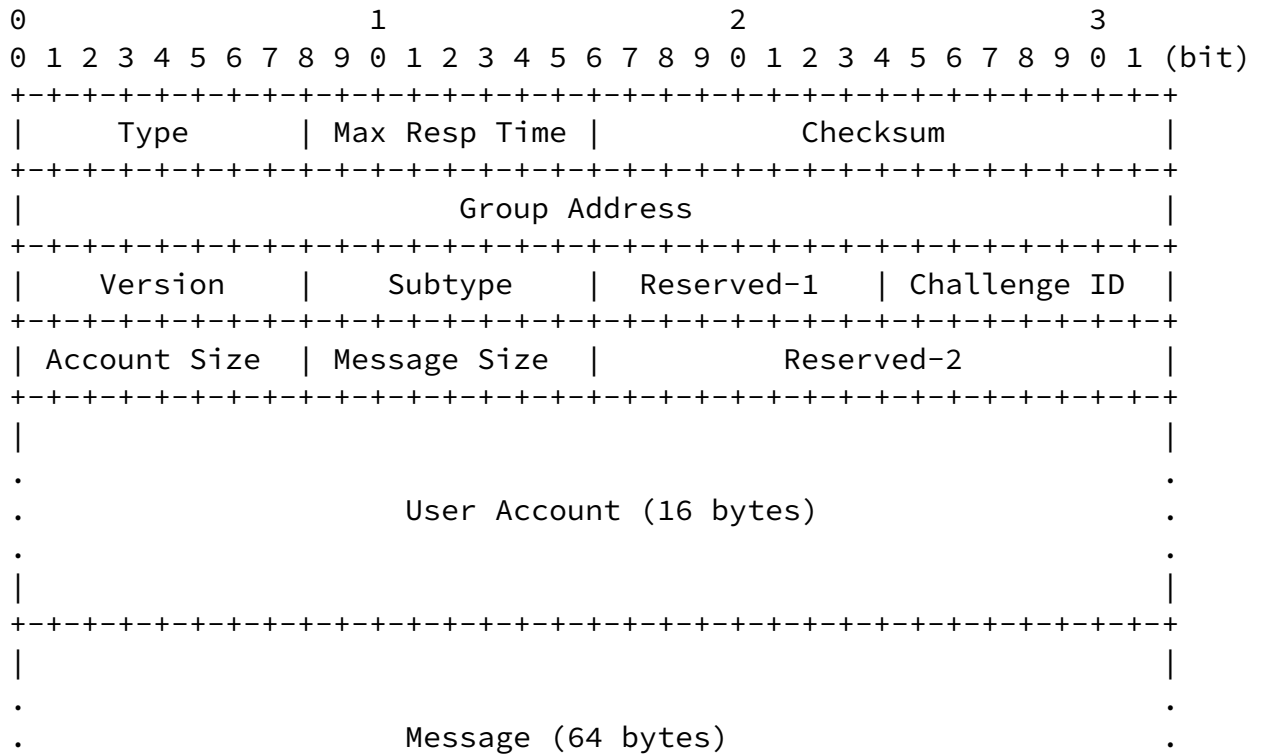 0                   1                   2                   3
0 1 2 3 4 5 6 7 8 9 0 1 2 3 4 5 6 7 8 9 0 1 2 3 4 5 6 7 8 9 0 1 (bit)
+-+-+-+-+-+-+-+-+-+-+-+-+-+-+-+-+-+-+-+-+-+-+-+-+-+-+-+-+-+-+-+-+
|     Type      | Max Resp Time |           Checksum            |
+-+-+-+-+-+-+-+-+-+-+-+-+-+-+-+-+-+-+-+-+-+-+-+-+-+-+-+-+-+-+-+-+
|                        Group Address                          |
+-+-+-+-+-+-+-+-+-+-+-+-+-+-+-+-+-+-+-+-+-+-+-+-+-+-+-+-+-+-+-+-+
|    Version    |    Subtype    |  Reserved-1   | Challenge ID  |
+-+-+-+-+-+-+-+-+-+-+-+-+-+-+-+-+-+-+-+-+-+-+-+-+-+-+-+-+-+-+-+-+
| Account Size  | Message Size  |          Reserved-2           |
+-+-+-+-+-+-+-+-+-+-+-+-+-+-+-+-+-+-+-+-+-+-+-+-+-+-+-+-+-+-+-+-+
|                                                               |
.                                                               .
.                     User Account (16 bytes)                   .
.                                                               .
|                                                               |
+-+-+-+-+-+-+-+-+-+-+-+-+-+-+-+-+-+-+-+-+-+-+-+-+-+-+-+-+-+-+-+-+
|                                                               |
.                                                               .
.                     Message (64 bytes)                        .